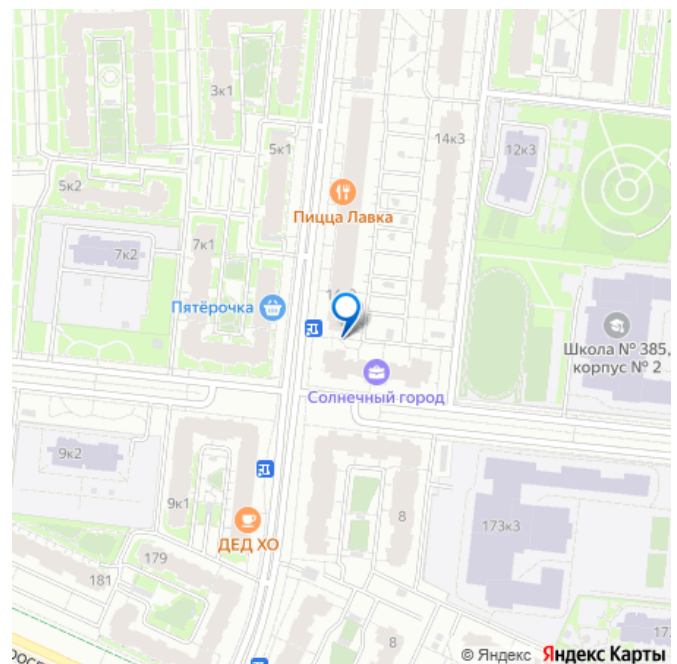 3к1
5к1
14к3
12к3
5к2
Пицца Лавка
7к1
7к2
Пятёрочка
Школа № 385,
корпус № 2
Солнечный город
9к2
9к1
8
173к3
ДЕД ХО
179
181
8
© Яндекс Яндекс Карты